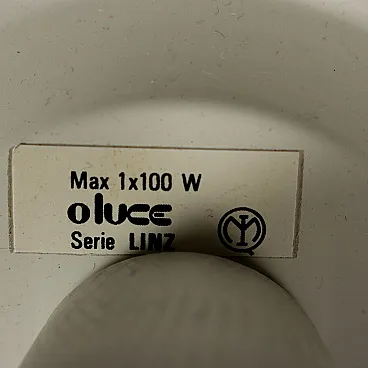 Max 1x100 W
oluce
Serie LINZ